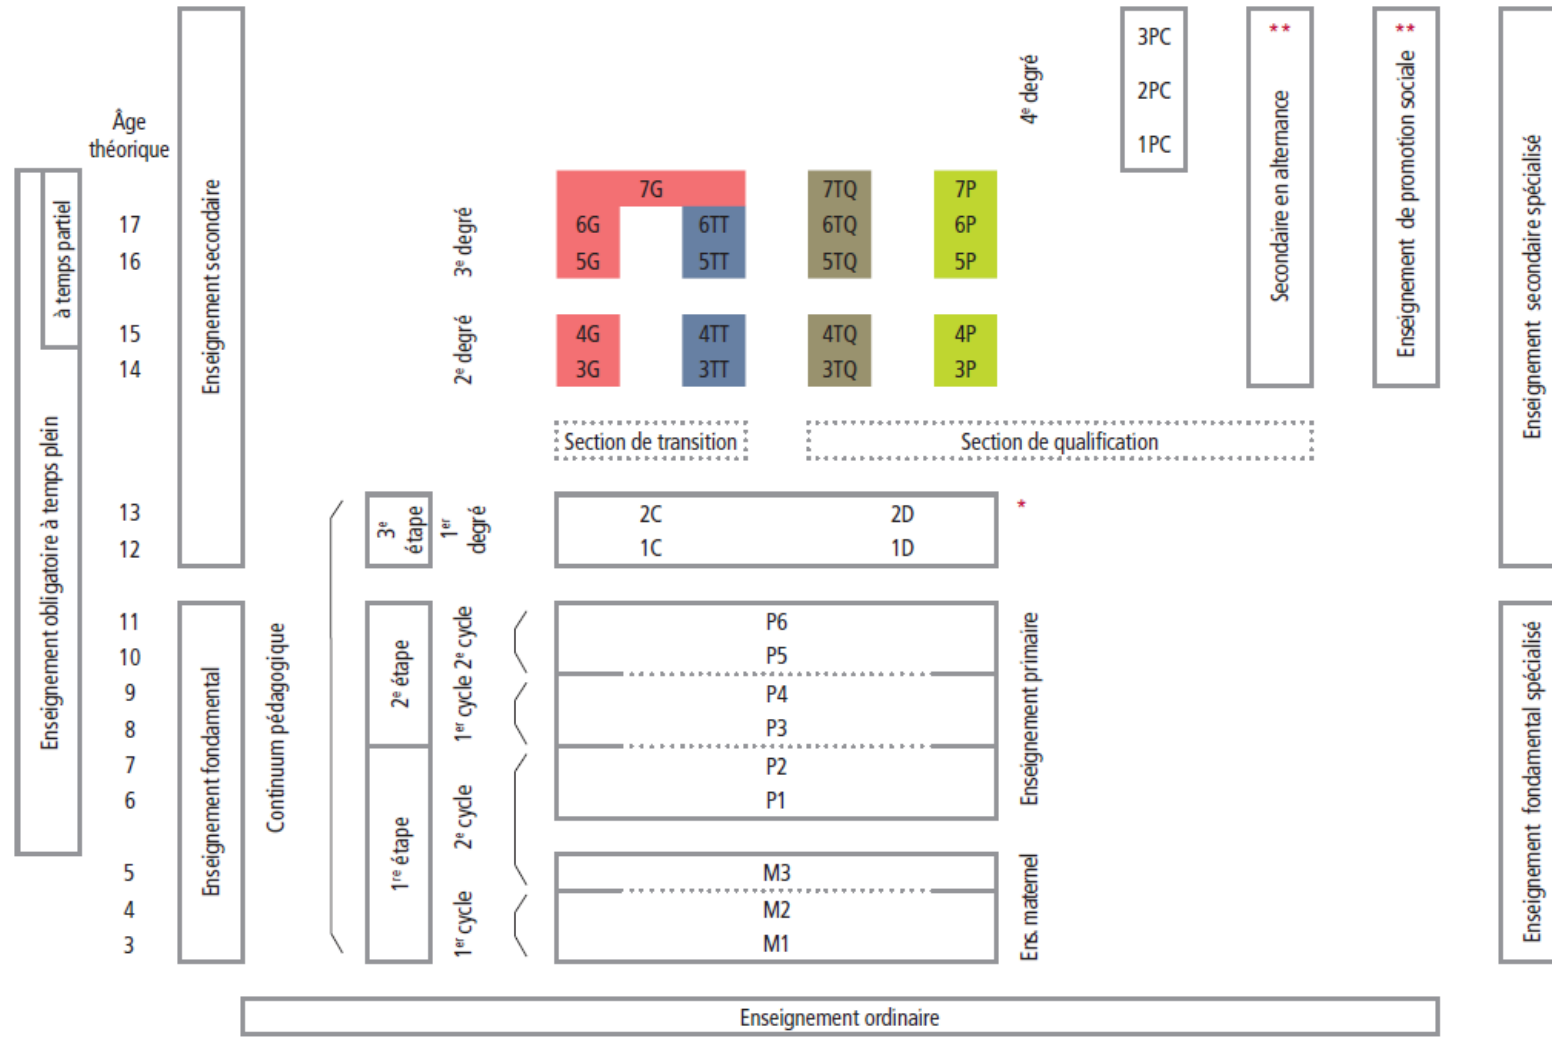 3PC
**
**
4e degré
2PC
Âge
théorique
1PC
7G
7TQ
7P
17
6G
6TT
6TQ
6P
16
5G
5TT
5TQ
5P
3e degré
15
4G
4TT
4TQ
4P
14
3G
3TT
3TQ
3P
2e degré
à temps partiel
Enseignement obligatoire à temps plein
Enseignement secondaire
Secondaire en alternance
Enseignement de promotion sociale
Enseignement secondaire spécialisé
Section de transition
Section de qualification
13
3e
étape
1er
degré
2C
2D
*
12
1C
1D
11
P6
10
P5
9
P4
8
P3
7
P2
6
P1
5
M3
4
M2
3
M1
Enseignement fondamental
Continuum pédagogique
2e étape
1re étape
2e cycle
1er cycle
2e cycle
1er cycle
Enseignement primaire
Ens. maternel
Enseignement fondamental spécialisé
Enseignement ordinaire